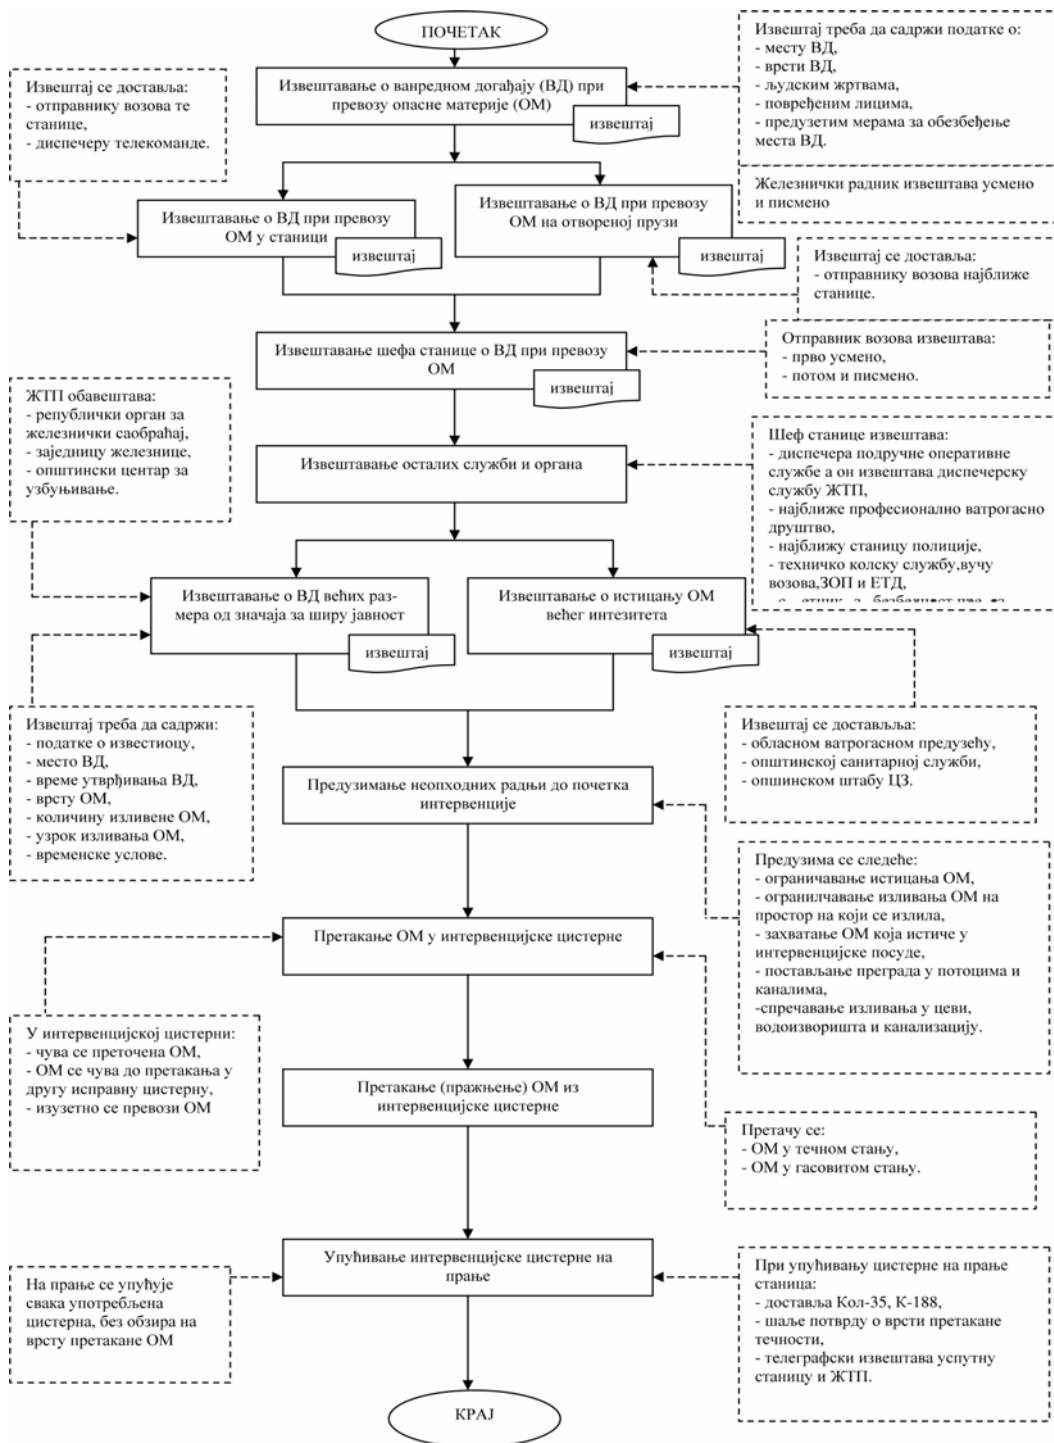 ПОЧЕТАК
Извештај треба да садржи податке о:
- месту ВД,
- врсти ВД,
- људским жртвама,
- повређеним лицима,
- предузетим мерама за обезбеђење
места ВД.
Железнички радник извештава усмено
и писмено
Извештавање о ванредном догађају (ВД) при
превозу опасне материје (ОМ)
извештај
Извештај се доставља:
- отправнику возова те
станице,
- диспечеру телекоманде.
Извештавање о ВД при превозу
ОМ у станици
извештај
Извештавање о ВД при превозу
ОМ на отвореној прузи
извештај
Извештај се доставља:
- отправнику возова најближе
станице.
Извештавање шефа станице о ВД при превозу
ОМ
извештај
Отправник возова извештава:
- прво усмено,
- потом и писмено.
ЖТП обавештава:
- републички орган за
железнички саобраћај,
- заједницу железнице,
- општински центар за
узбуњивање.
Извештавање осталих служби и органа
Шеф станице извештава:
- диспечера подручне оперативне
службе а он извештава диспечерску
службу ЖТП,
- најближе професионално ватрогасно
друштво,
- најближу станицу полиције,
- техничко колску службу,вучу
возова,ЗОП и ЕТД,
Извештавање о ВД већих раз-
мера од значаја за ширу јавност
извештај
Извештавање о истицању ОМ
већег интезитета
извештај
Извештај треба да садржи:
- податке о известиоцу,
- место ВД,
- време утврђивања ВД,
- врсту ОМ,
- количину изливене ОМ,
- узрок изливања ОМ,
- временске услове.
Извештај се достављља:
- обласном ватрогасном предузећу,
- општинској санитарној служби,
- опшинском штабу ЦЗ.
Предузимање неопходних радњи до почетка
интервенције
Предузима се следеће:
- ограничавање истицања ОМ,
- огранилчавање изливања ОМ на
простор на који се излила,
- захватање ОМ која истиче у
интервенцијске посуде,
- постављање преграда у потоцима и
каналима,
-спречавање изливања у цеви,
водоизворишта и канализацију.
Претакање ОМ у интервенцијске цистерне
У интервенцијској цистерни:
- чува се преточена ОМ,
- ОМ се чува до претакања у
другу исправну цистерну,
- изузетно се превози ОМ
Претакање (пражњење) ОМ из
интервенцијске цистерне
Претачу се:
- ОМ у течном стању,
- ОМ у гасовитом стању.
Упућивање интервенцијске цистерне на
прање
На прање се упућује
свака употребљена
цистерна, без обзира на
врсту претакане ОМ
При упућивању цистерне на прање
станица:
- доставља Кол-35, К-188,
- шаље потврду о врсти претакане
течности,
- телеграфски извештава успутну
станицу и ЖТП.
КРАЈ